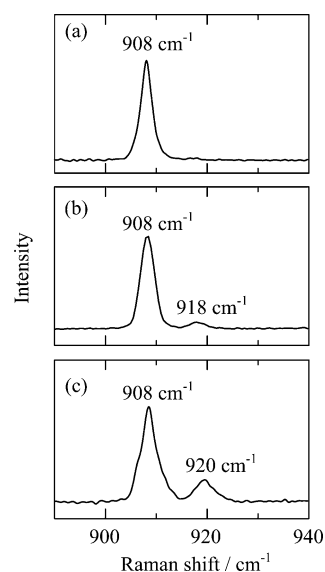 (a)
908 cm⁻¹
(b)
908 cm⁻¹
918 cm⁻¹
Intensity
(c)
908 cm⁻¹
920 cm⁻¹
900 920 940
Raman shift / cm⁻¹